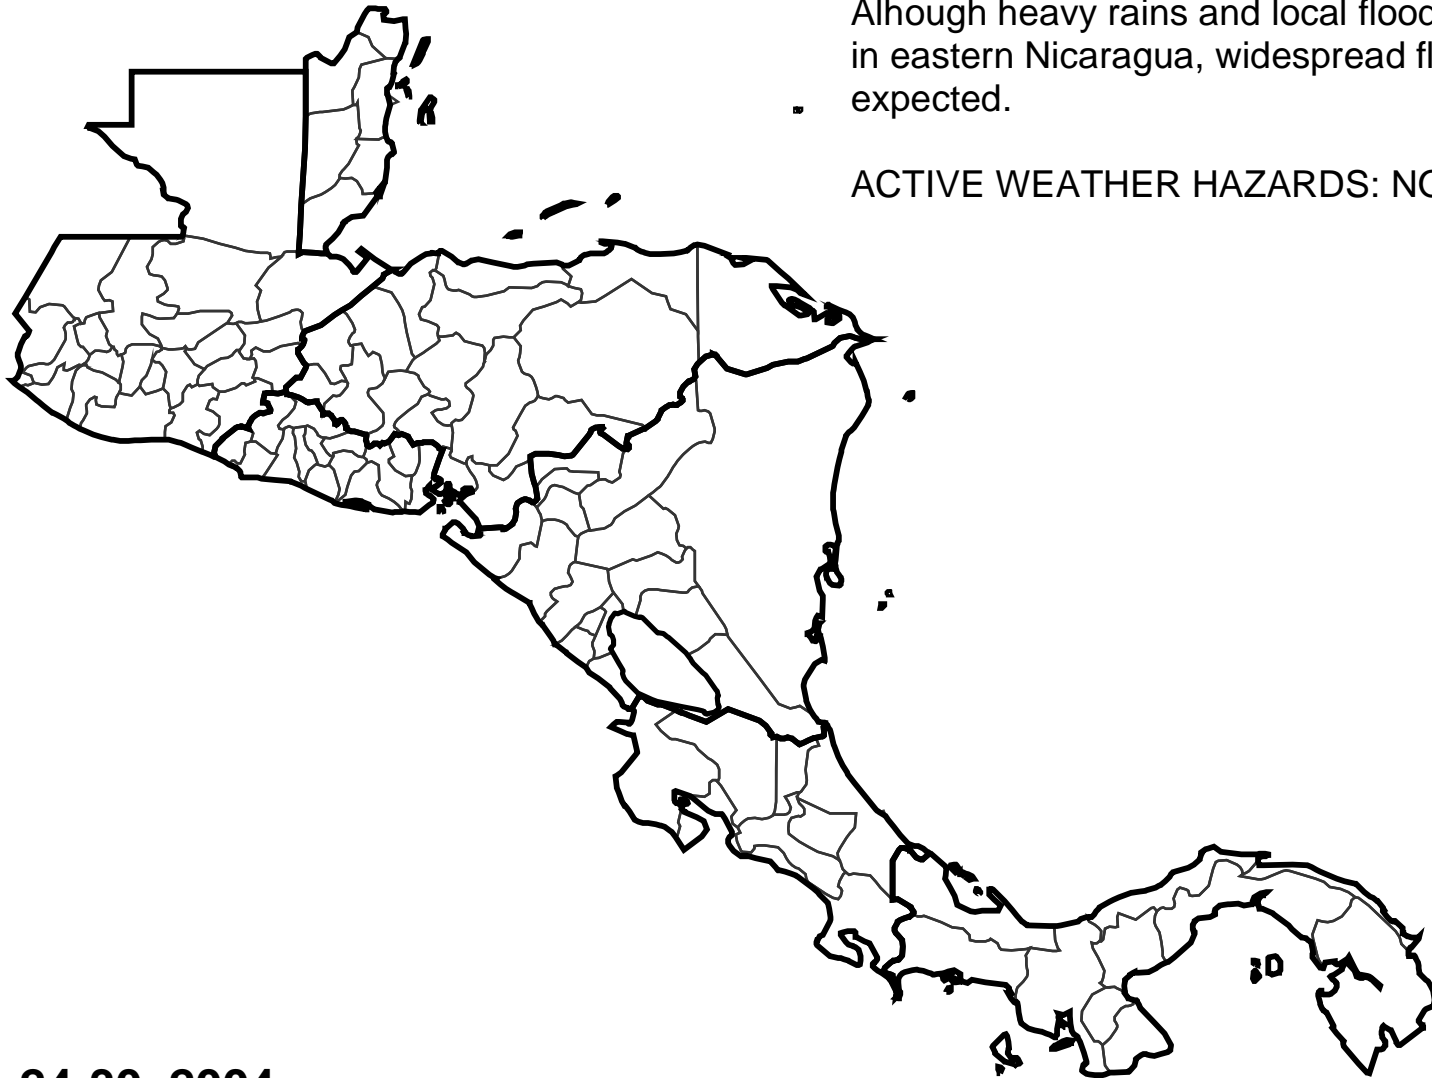 Alhough heavy rains and local flood
in eastern Nicaragua, widespread fl
expected.
ACTIVE WEATHER HAZARDS: NO